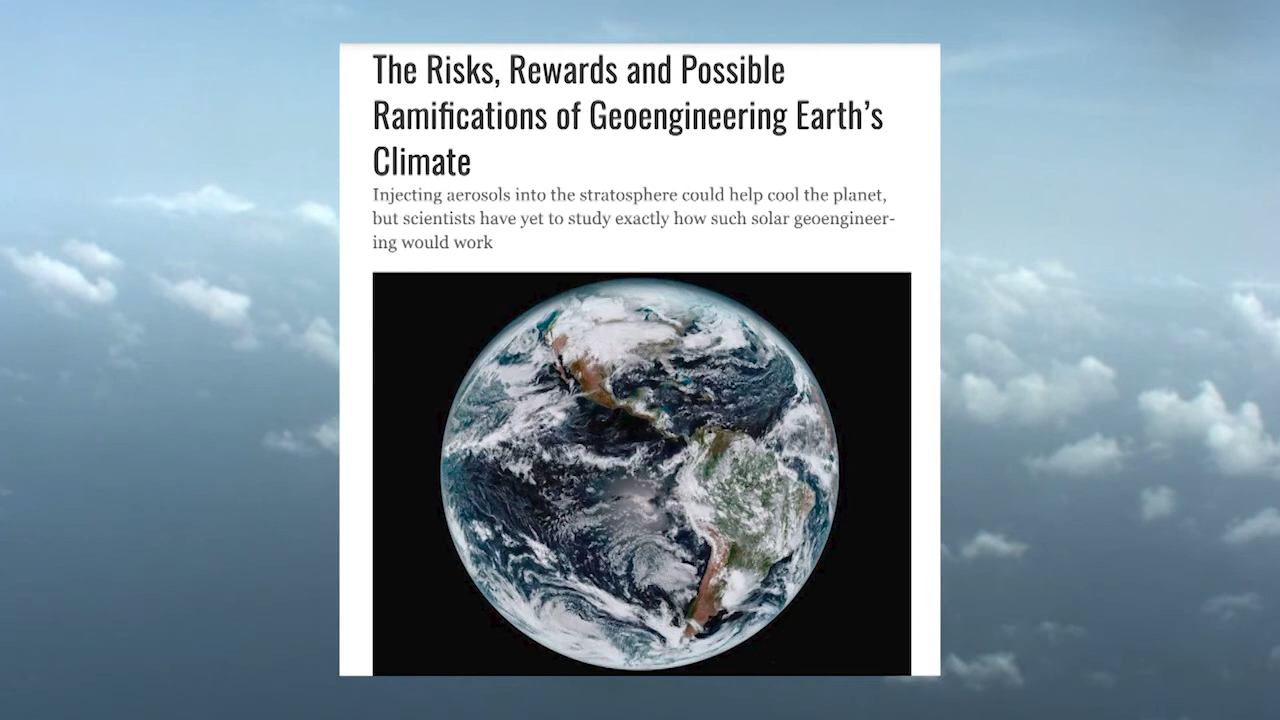 The Risks, Rewards and Possible
Ramifications of Geoengineering Earth’s
Climate
Injecting aerosols into the stratosphere could help cool the planet,
but scientists have yet to study exactly how such solar geoengineer-
ing would work